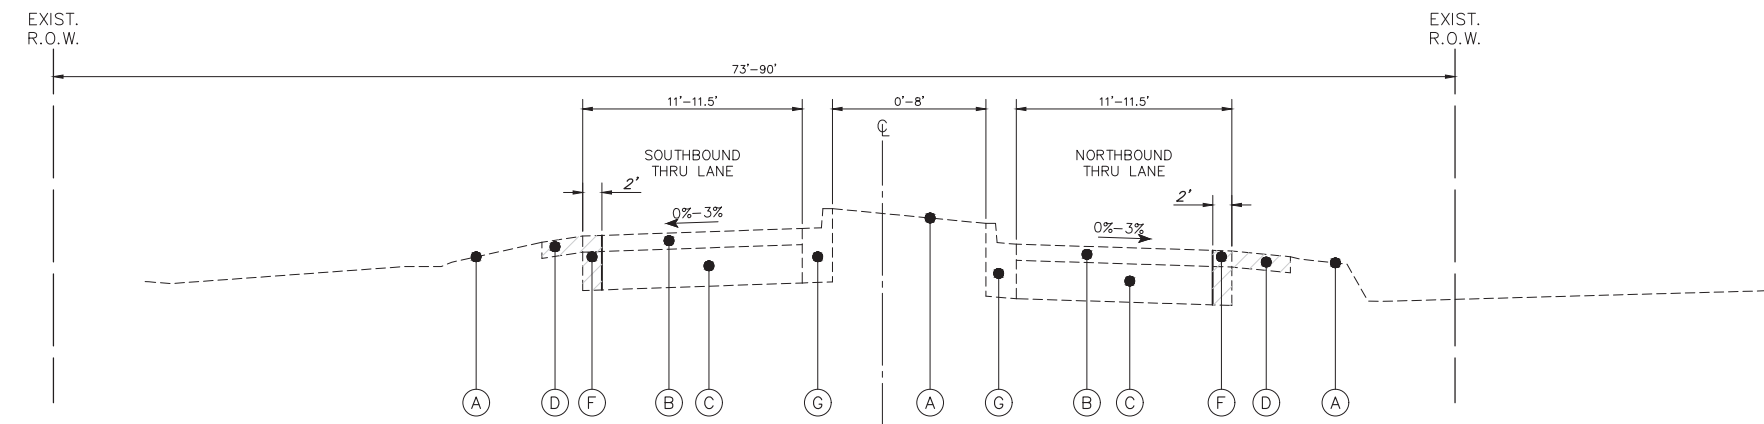 EXIST.
R.O.W.
EXIST.
R.O.W.
73'-90'
11'-11.5'
0'-8'
11'-11.5'
℄
SOUTHBOUND
THRU LANE
NORTHBOUND
THRU LANE
2'
2'
0%-3%
0%-3%
A D F B C G A G B C F D A